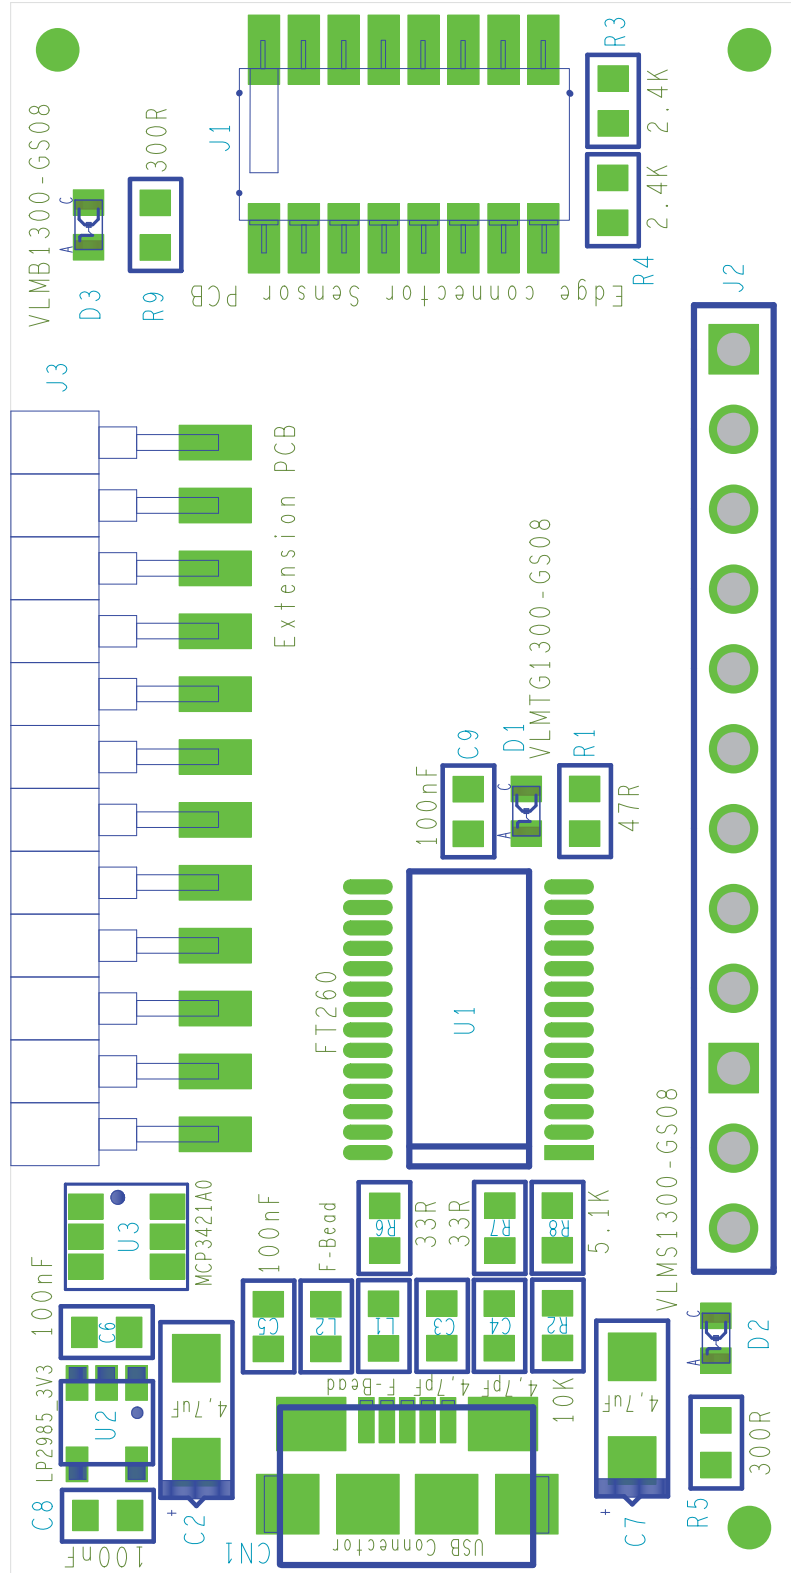 R3
2.4K
J1
300R
VLMB1300-GS08
C
A
D3
R9
2.4K
R4
Edge connector Sensor PCB
J2
J3
Extension PCB
VLMTG1300-GS08
C9
D1
R1
100nF
C
A
47R
FT260
U1
VLMS1300-GS08
U3
MCP3421A0
100nF
F-Bead
R6
33R
33R
R7
R8
5.1K
100nF
C6
C5
L2
L1
C3
C4
R2
C
A
D2
LP2985_3V3
U2
4,7uF
F-Bead
4,7pF
4,7pF
10K
4,7uF
300R
R5
C8
100nF
+
C2
CN1
USB Connector
+
C7